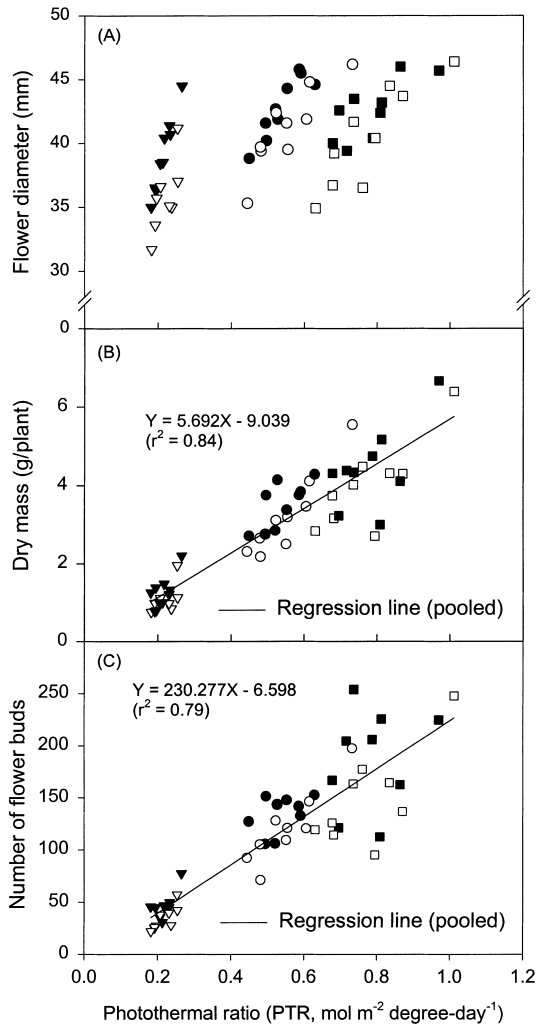 50
(A)
45
40
35
30
Flower diameter (mm)
0
(B)
6
Y = 5.692X - 9.039
(r² = 0.84)
4
2
Regression line (pooled)
0
Dry mass (g/plant)
(C)
250
Y = 230.277X - 6.598
(r² = 0.79)
200
150
100
50
Regression line (pooled)
0
Number of flower buds
0.0 0.2 0.4 0.6 0.8 1.0 1.2
Photothermal ratio (PTR, mol m⁻² degree-day⁻¹)